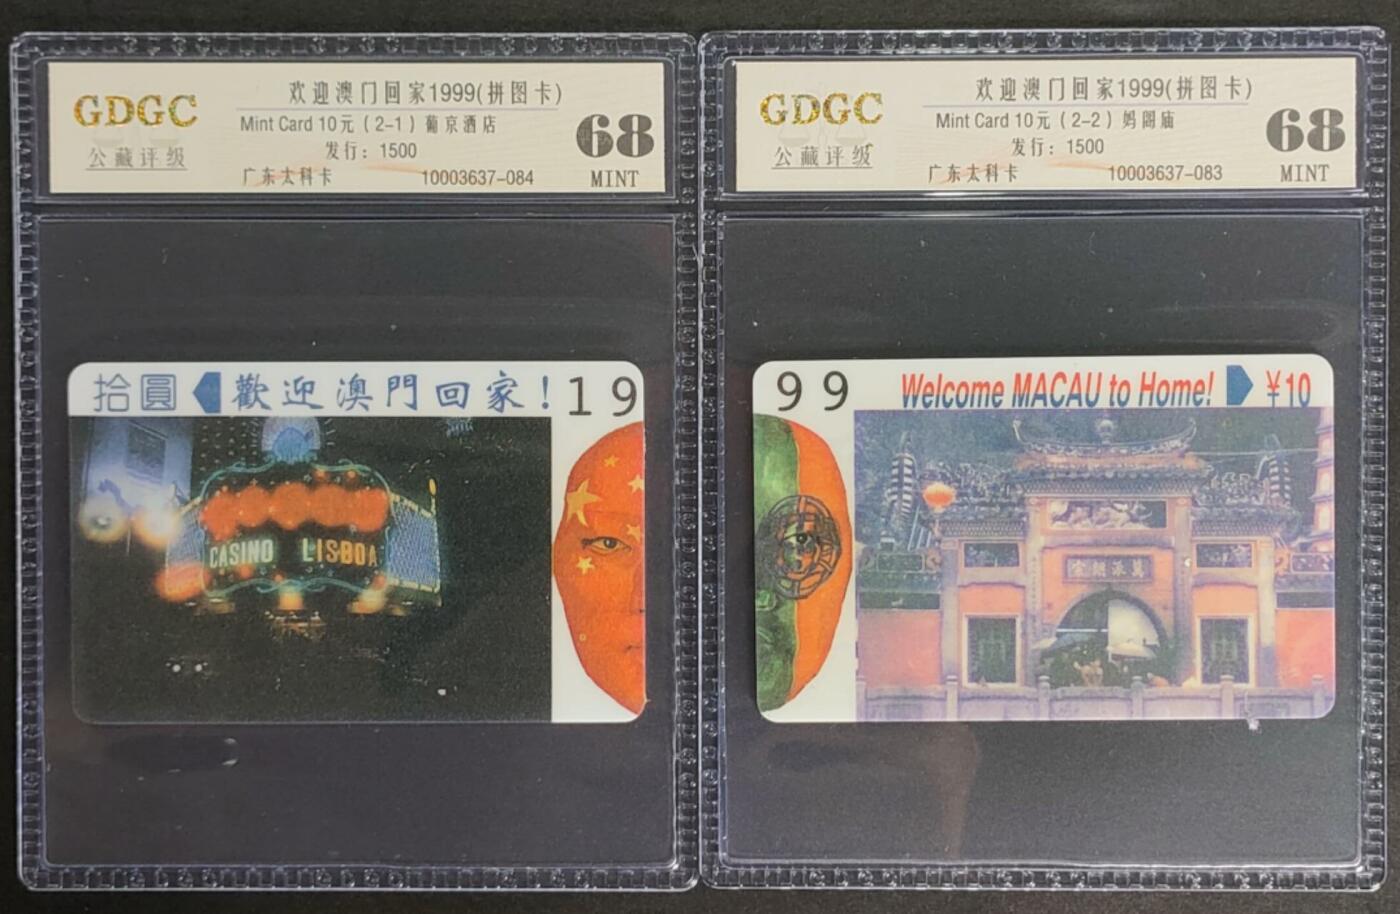 GDGC
公藏评级
欢迎澳门回家1999(拼图卡)
Mint Card 10元(2-1)葡京酒店
发行：1500
广东太科卡 10003637-084
68
MINT
拾圓 歡迎澳門回家! 19
CASINO LISBOA
GDGC
公藏评级
欢迎澳门回家1999(拼图卡)
Mint Card 10元(2-2)妈阁庙
发行：1500
广东太科卡 10003637-083
68
MINT
99 Welcome MACAU to Home! ¥10